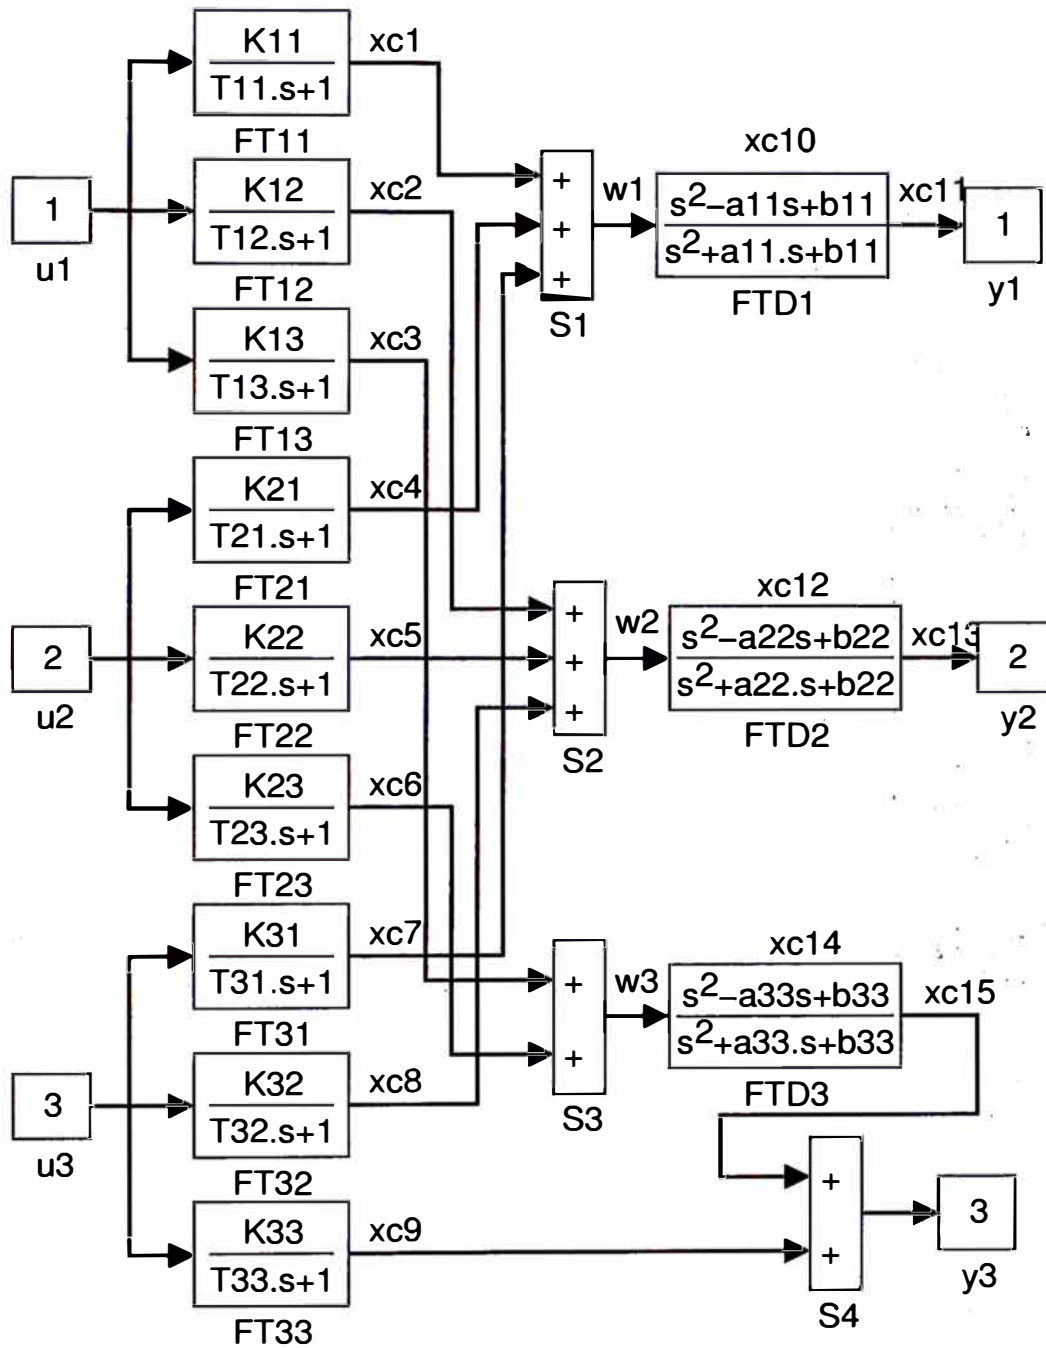 K11
T11.s+1
FT11
xc1
1
u1
K12
T12.s+1
FT12
xc2
K13
T13.s+1
FT13
xc3
+
+
+
S1
w1
xc10
s2−a11s+b11
s2+a11.s+b11
FTD1
xc11
1
y1
K21
T21.s+1
FT21
xc4
2
u2
K22
T22.s+1
FT22
xc5
K23
T23.s+1
FT23
xc6
+
+
+
S2
w2
xc12
s2−a22s+b22
s2+a22.s+b22
FTD2
xc13
2
y2
K31
T31.s+1
FT31
xc7
3
u3
K32
T32.s+1
FT32
xc8
K33
T33.s+1
FT33
xc9
+
+
S3
w3
xc14
s2−a33s+b33
s2+a33.s+b33
FTD3
xc15
+
+
S4
3
y3